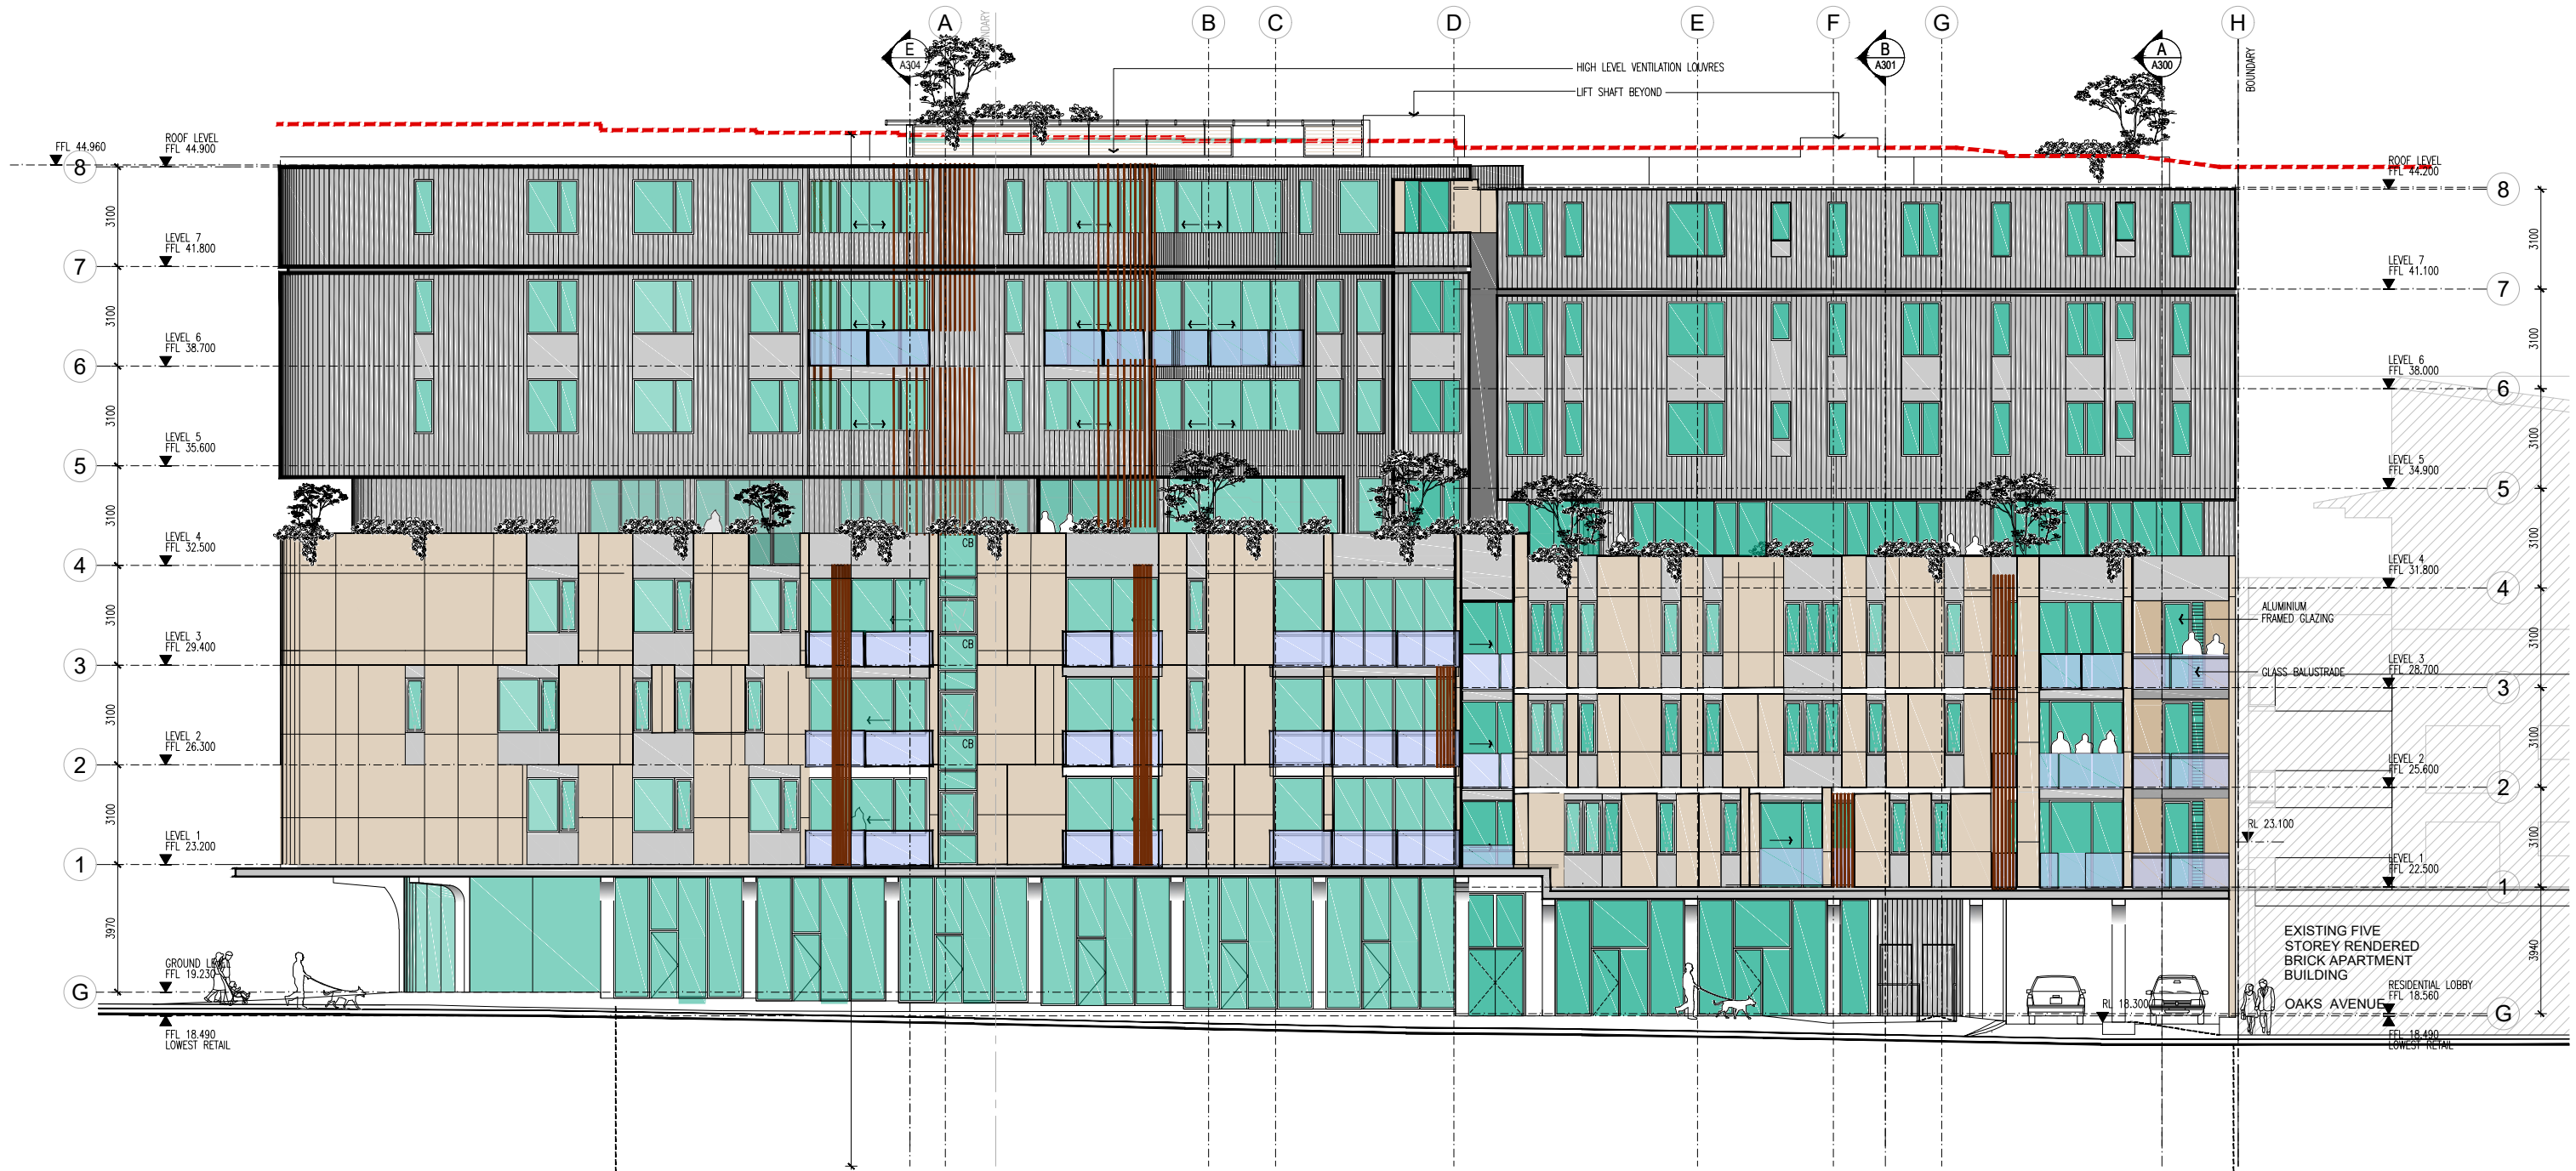 A
BOUNDARY
B
C
D
E
F
G
H
E
A304
B
A301
A
A300
BOUNDARY
HIGH LEVEL VENTILATION LOUVRES
LIFT SHAFT BEYOND
FFL 44.960
8
ROOF LEVEL
FFL 44.900
3100
LEVEL 7
FFL 41.800
7
3100
LEVEL 6
FFL 38.700
6
3100
LEVEL 5
FFL 35.600
5
3100
LEVEL 4
FFL 32.500
4
3100
LEVEL 3
FFL 29.400
3
3100
LEVEL 2
FFL 26.300
2
3100
LEVEL 1
FFL 23.200
1
3970
GROUND LEVEL
FFL 19.230
G
FFL 18.490
LOWEST RETAIL
CB
CB
CB
ROOF LEVEL
FFL 44.200
8
3100
LEVEL 7
FFL 41.100
7
3100
LEVEL 6
FFL 38.000
6
3100
LEVEL 5
FFL 34.900
5
3100
LEVEL 4
FFL 31.800
4
ALUMINIUM
FRAMED GLAZING
3100
LEVEL 3
FFL 28.700
GLASS BALUSTRADE
3
3100
LEVEL 2
FFL 25.600
2
RL 23.100
3100
LEVEL 1
FFL 22.500
1
EXISTING FIVE
STOREY RENDERED
BRICK APARTMENT
BUILDING
3940
OAKS AVENUE
RESIDENTIAL LOBBY
FFL 18.560
RL 18.300
G
FFL 18.490
LOWEST RETAIL